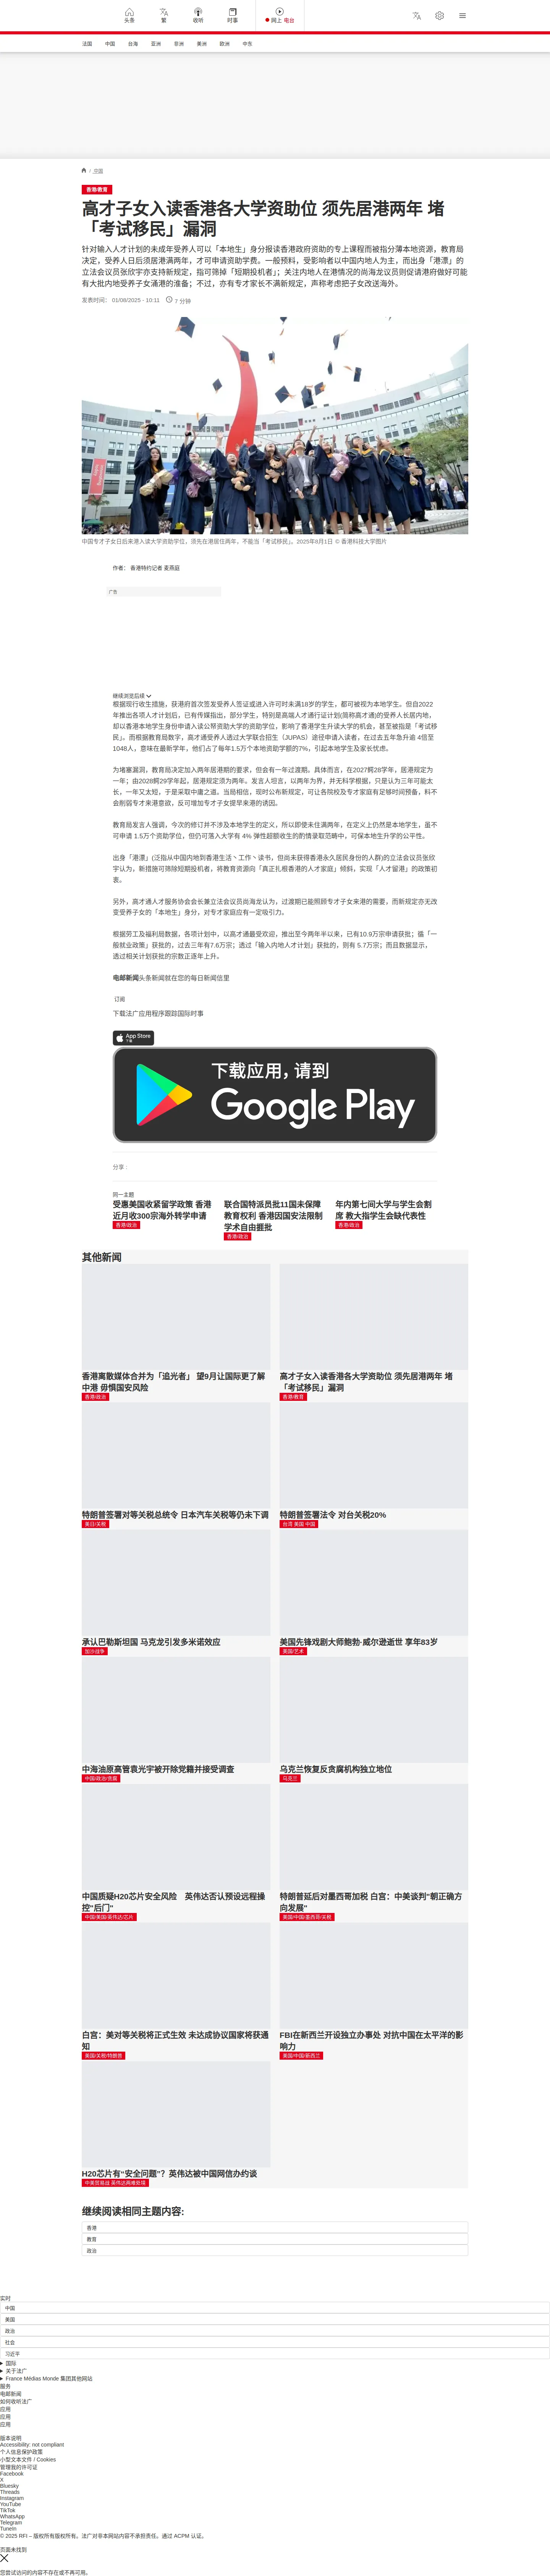 头条
繁
收听
时事
网上 电台
法国
中国
台海
亚洲
非洲
美洲
欧洲
中东
/ 中国
香港/教育
高才子女入读香港各大学资助位 须先居港两年 堵
「考试移民」漏洞
针对输入人才计划的未成年受养人可以「本地生」身分报读香港政府资助的专上课程而被指分薄本地资源，教育局
决定，受养人日后须居港满两年，才可申请资助学费。一般预料，受影响者以中国内地人为主，而出身「港漂」的
立法会议员张欣宇亦支持新规定，指可筛掉「短期投机者」；关注内地人在港情况的尚海龙议员则促请港府做好可能
有大批内地受养子女涌港的淮备；不过，亦有专才家长不满新规定，声称考虑把子女改送海外。
发表时间： 01/08/2025 - 10:11
7 分钟
中国专才子女日后来港入读大学资助学位，须先在港居住两年，不能当「考试移民」。2025年8月1日 © 香港科技大学图片
作者： 香港特约记者 麦燕庭
广告
继续浏览后续
根据现行收生措施，获港府首次签发受养人签证或进入许可时未满18岁的学生，都可被视为本地学生。但自2022
年推出各项人才计划后，已有传媒指出，部分学生，特别是高端人才通行证计划(简称高才通)的受养人长居内地，
却以香港本地学生身份申请入读公帑资助大学的资助学位，影响了香港学生升读大学的机会，甚至被指是「考试移
民」。而根据教育局数字，高才通受养人透过大学联合招生（JUPAS）途径申请入读者，在过去五年急升逾 4倍至
1048人，意味在最新学年，他们占了每年1.5万个本地资助学额的7%，引起本地学生及家长忧虑。
为堵塞漏洞，教育局决定加入两年居港期的要求，但会有一年过渡期。具体而言，在2027䎛28学年，居港规定为
一年；由2028䎛29学年起，居港规定须为两年。发言人坦言，以两年为界，并无科学根据，只是认为三年可能太
长，一年又太短，于是采取中庸之道。当局相信，现时公布新规定，可让各院校及专才家庭有足够时间预备，料不
会削弱专才来港意欲，反可增加专才子女提早来港的诱因。
教育局发言人强调，今次的修订并不涉及本地学生的定义，所以即使未住满两年，在定义上仍然是本地学生，虽不
可申请 1.5万个资助学位，但仍可落入大学有 4% 弹性超额收生的酌情录取范畴中，可保本地生升学的公平性。
出身「港漂」(泛指从中国内地到香港生活丶工作丶读书，但尚未获得香港永久居民身份的人群)的立法会议员张欣
宇认为，新措施可筛除短期投机者，将教育资源向「真正扎根香港的人才家庭」倾斜，实现「人才留港」的政策初
衷。
另外，高才通人才服务协会会长兼立法会议员尚海龙认为，过渡期已能照顾专才子女来港的需要，而新规定亦无改
变受养子女的「本地生」身分，对专才家庭应有一定吸引力。
根据劳工及福利局数据，各项计划中，以高才通最受欢迎，推出至今两年半以来，已有10.9万宗申请获批；循「一
般就业政策」获批的，过去三年有7.6万宗；透过「输入内地人才计划」获批的，则有 5.7万宗；而且数据显示，
透过相关计划获批的宗数正逐年上升。
电邮新闻头条新闻就在您的每日新闻信里
订阅
下载法广应用程序跟踪国际时事
App Store
下载
下载应用，请到
Google Play
分享 :
同一主题
受惠美国收紧留学政策 香港
近月收300宗海外转学申请
香港/政治
联合国特派员批11国未保障
教育权利 香港因国安法限制
学术自由捱批
香港/政治
年内第七间大学与学生会割
席 教大指学生会缺代表性
香港/政治
其他新闻
香港离散媒体合并为「追光者」 望9月让国际更了解
中港 毋惧国安风险
香港/政治
高才子女入读香港各大学资助位 须先居港两年 堵
「考试移民」漏洞
香港/教育
特朗普签署对等关税总统令 日本汽车关税等仍未下调
美日/关税
特朗普签署法令 对台关税20%
台湾 美国 中国
承认巴勒斯坦国 马克龙引发多米诺效应
加沙战争
美国先锋戏剧大师鲍勃·威尔逊逝世 享年83岁
美国/艺术
中海油原高管袁光宇被开除党籍并接受调查
中国/政治/贪腐
乌克兰恢复反贪腐机构独立地位
乌克兰
中国质疑H20芯片安全风险　英伟达否认预设远程操
控"后门"
中国/美国/英伟达/芯片
特朗普延后对墨西哥加税 白宫：中美谈判"朝正确方
向发展"
美国/中国/墨西哥/关税
白宫：美对等关税将正式生效 未达成协议国家将获通
知
美国/关税/特朗普
FBI在新西兰开设独立办事处 对抗中国在太平洋的影
响力
美国/中国/新西兰
H20芯片有“安全问题”？英伟达被中国网信办约谈
中美贸易战 英伟达两难处境
继续阅读相同主题内容:
香港
教育
政治
实时
中国
美国
政治
社会
习近平
国际
关于法广
France Médias Monde 集团其他网站
服务
电邮新闻
如何收听法广
应用
应用
应用
版本说明
Accessibility: not compliant
个人信息保护政策
小型文本文件 / Cookies
管理我的许可证
Facebook
X
Bluesky
Threads
Instagram
YouTube
TikTok
WhatsApp
Telegram
TuneIn
© 2025 RFI – 版权所有版权所有。法广对非本网站内容不承担责任。通过 ACPM 认证。
页面未找到
您尝试访问的内容不存在或不再可用。